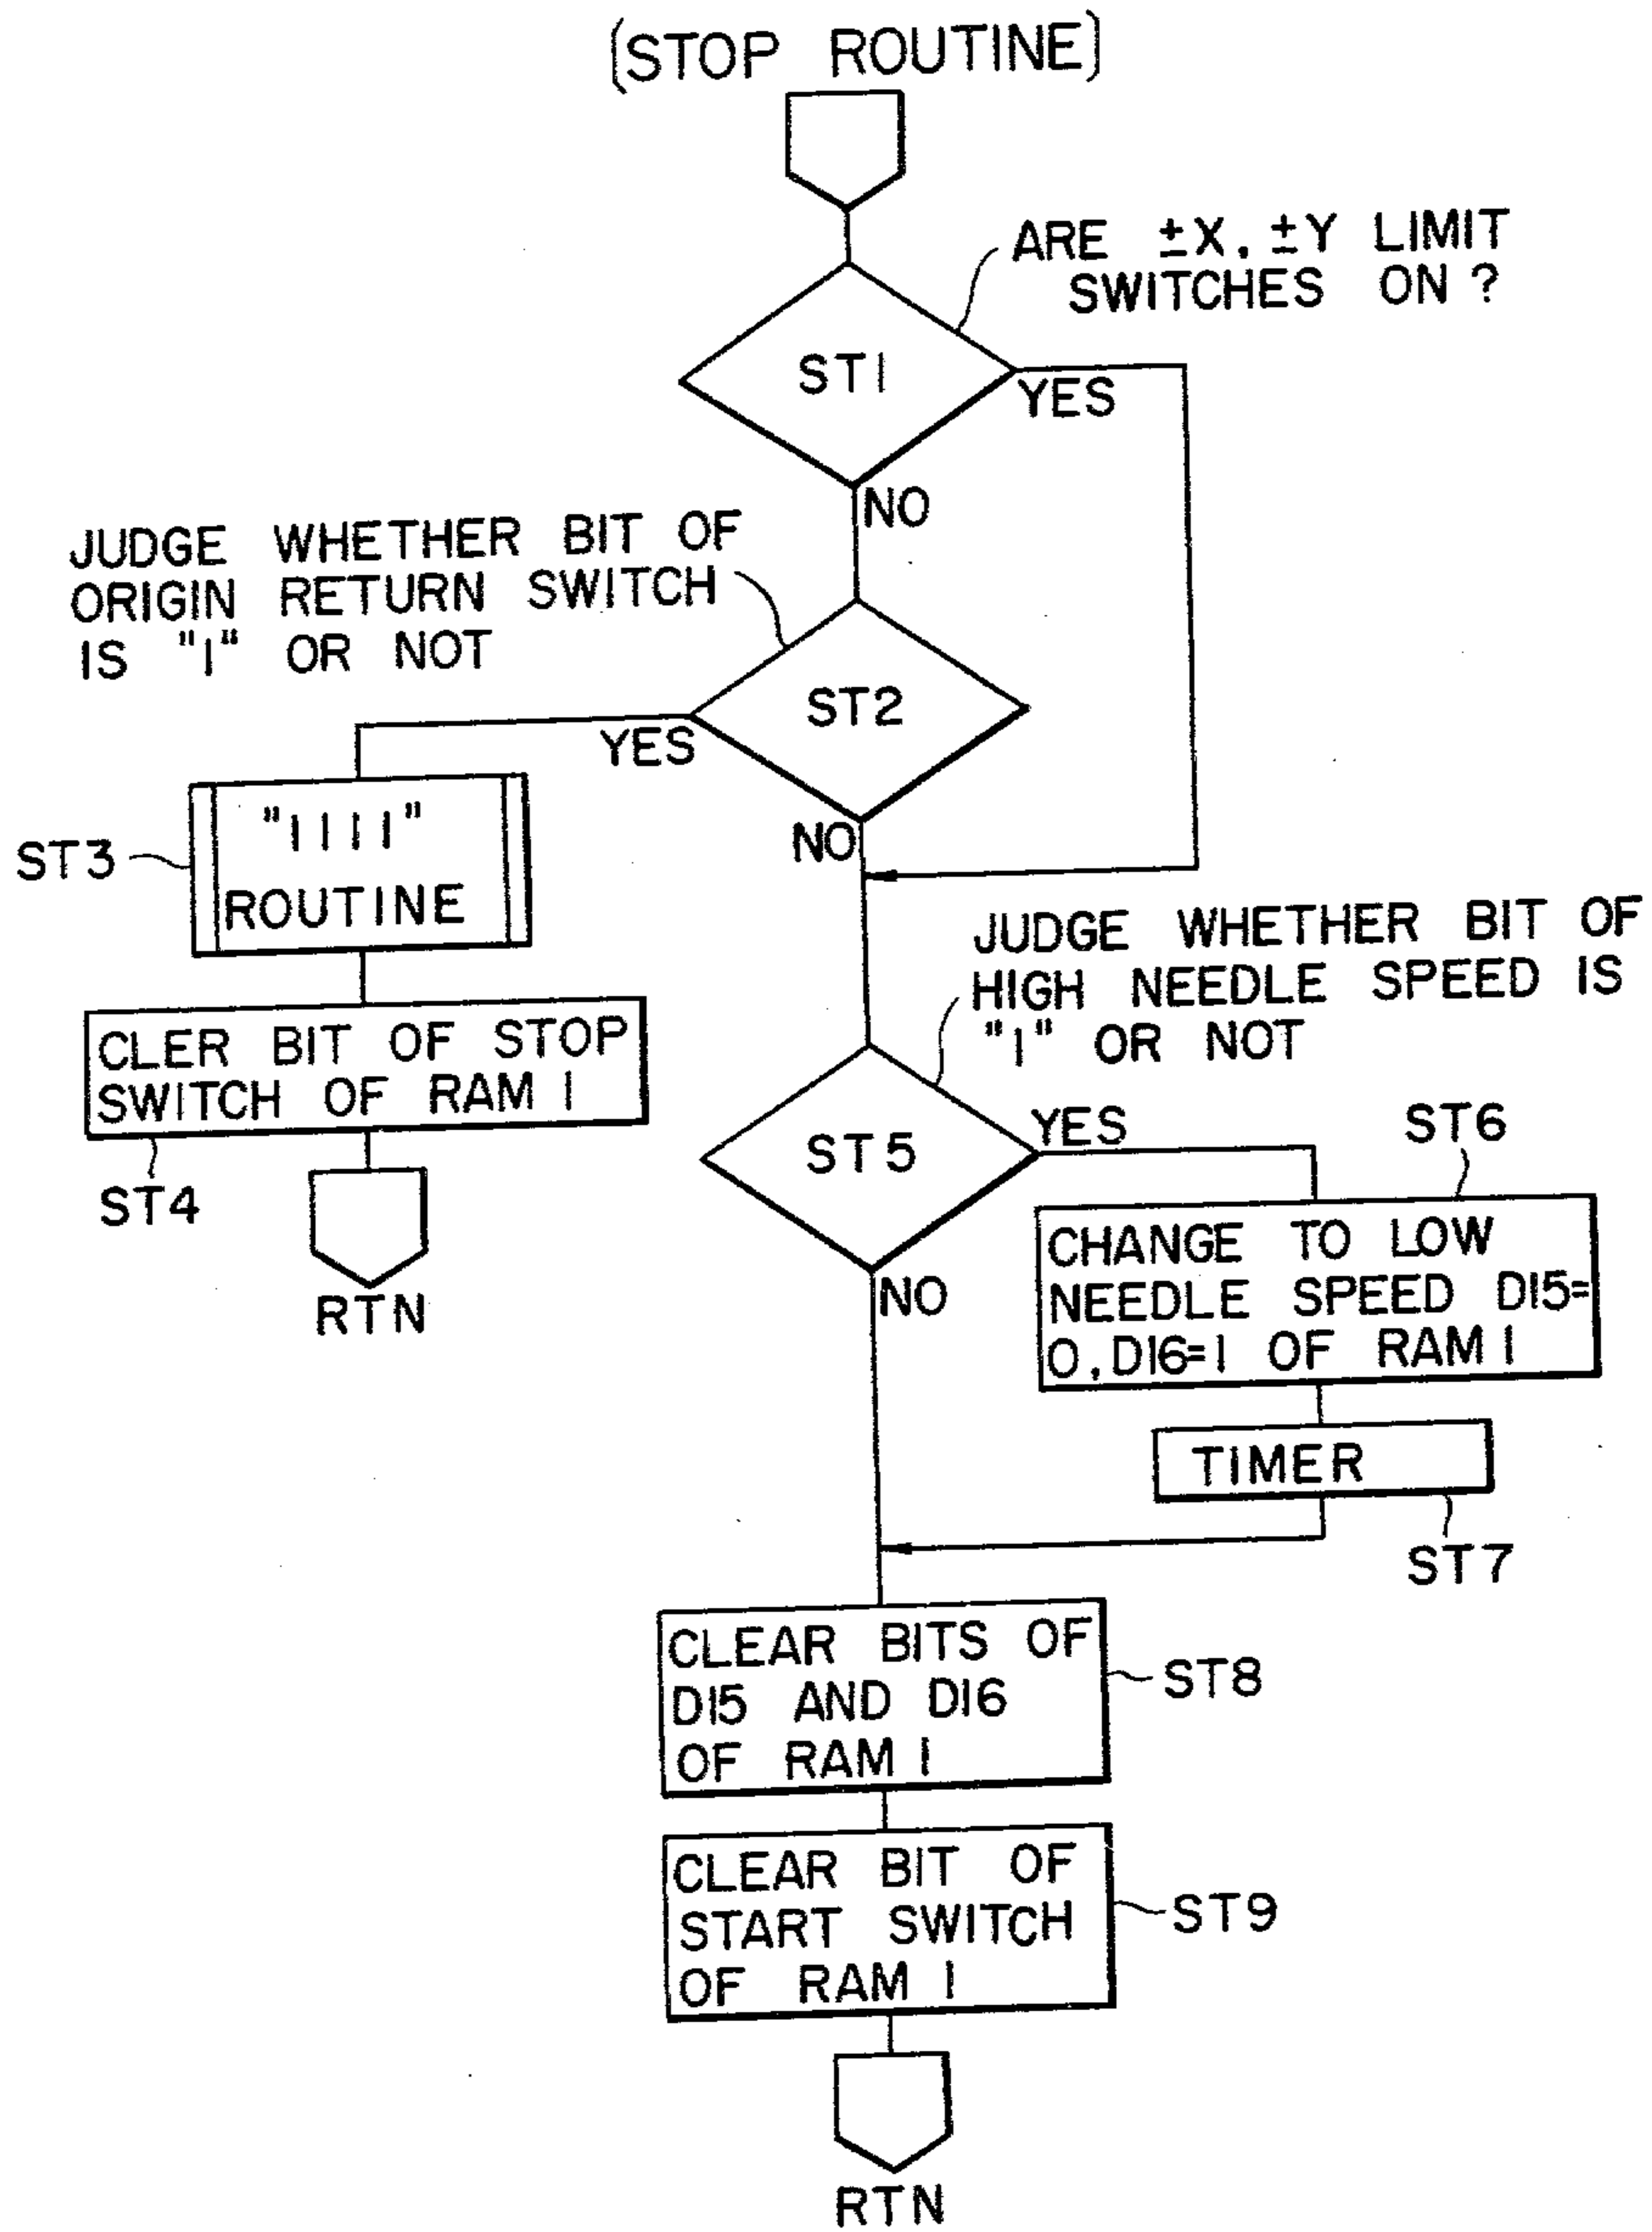 (STOP ROUTINE)
ARE ±X, ±Y LIMIT
SWITCHES ON?
ST1
YES
NO
JUDGE WHETHER BIT OF
ORIGIN RETURN SWITCH
IS "1" OR NOT
ST2
YES
NO
ST3
"1111"
ROUTINE
CLER BIT OF STOP
SWITCH OF RAM 1
ST4
RTN
JUDGE WHETHER BIT OF
HIGH NEEDLE SPEED IS
"1" OR NOT
ST5
YES
NO
ST6
CHANGE TO LOW
NEEDLE SPEED D15=
0, D16=1 OF RAM 1
TIMER
ST7
CLEAR BITS OF
D15 AND D16
OF RAM 1
ST8
CLEAR BIT OF
START SWITCH
OF RAM 1
ST9
RTN